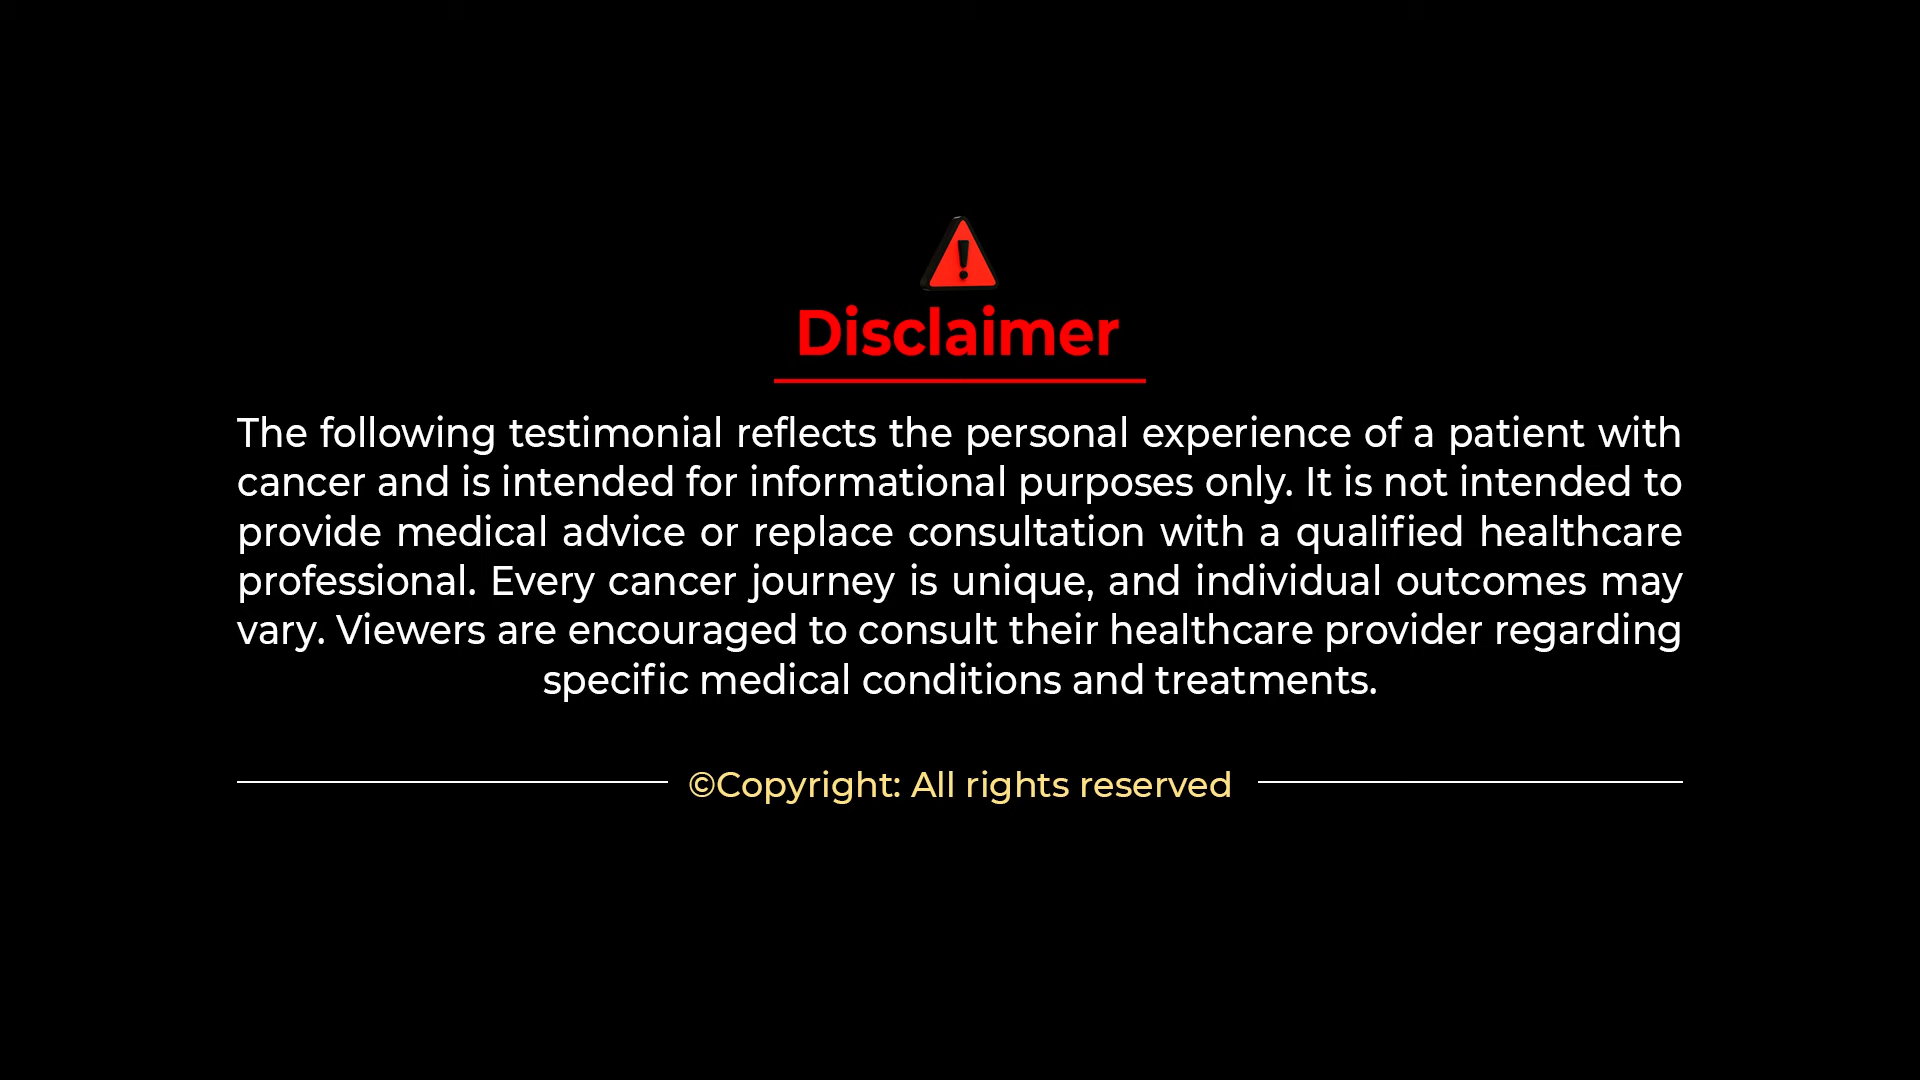 Disclaimer
The following testimonial reflects the personal experience of a patient with
cancer and is intended for informational purposes only. It is not intended to
provide medical advice or replace consultation with a qualified healthcare
professional. Every cancer journey is unique, and individual outcomes may
vary. Viewers are encouraged to consult their healthcare provider regarding
specific medical conditions and treatments.
©Copyright: All rights reserved